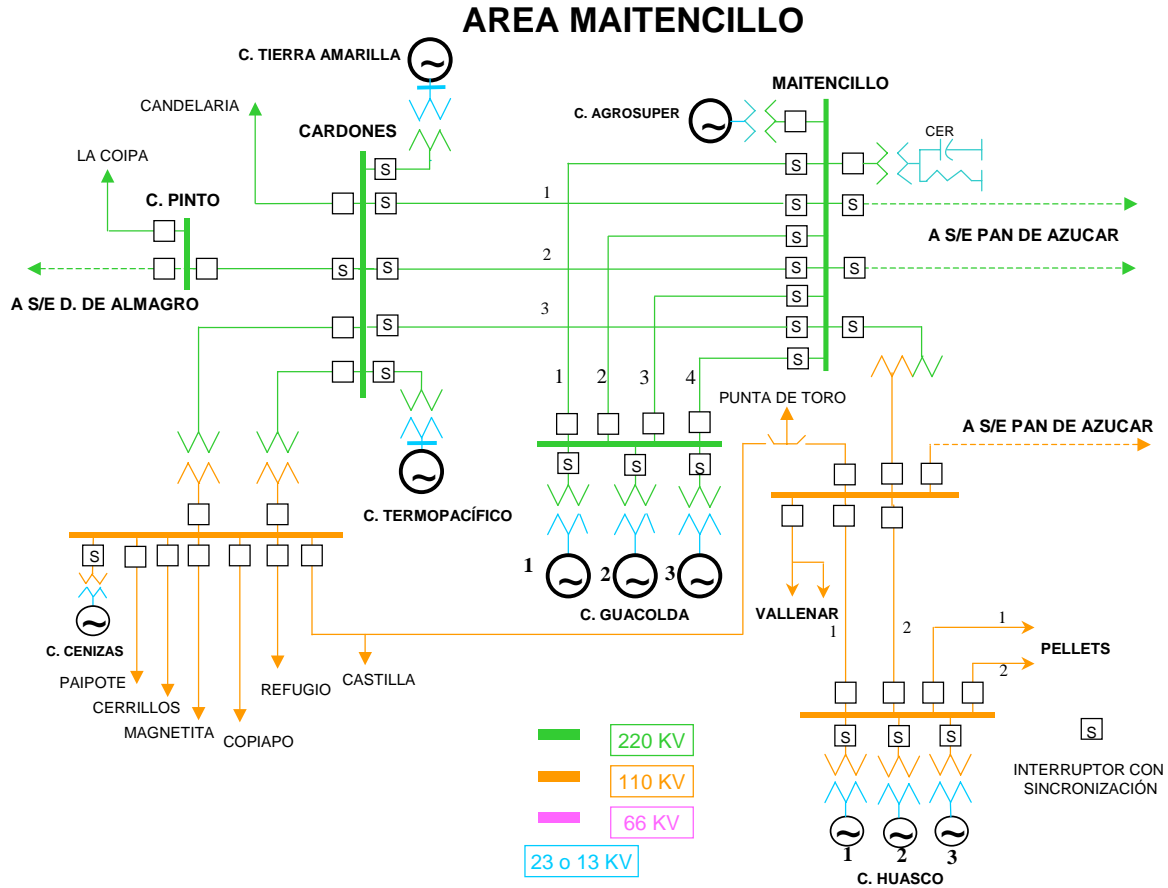 AREA MAITENCILLO
C. TIERRA AMARILLA
MAITENCILLO
CANDELARIA
C. AGROSUPER
CER
CARDONES
LA COIPA
S
S
S
C. PINTO
1
S
S
S
A S/E PAN DE AZUCAR
S
2
S
S
S
S
A S/E D. DE ALMAGRO
S
3
S
S
S
S
S
1
2
3
4
PUNTA DE TORO
A S/E PAN DE AZUCAR
S
S
S
C. TERMOPACÍFICO
1
2
3
C. GUACOLDA
VALLENAR
S
C. CENIZAS
1
2
1
PELLETS
2
PAIPOTE
CERRILLOS
MAGNETITA
COPIAPO
REFUGIO
CASTILLA
S
S
S
S
INTERRUPTOR CON
SINCRONIZACIÓN
220 KV
110 KV
66 KV
23 o 13 KV
1
2
3
C. HUASCO